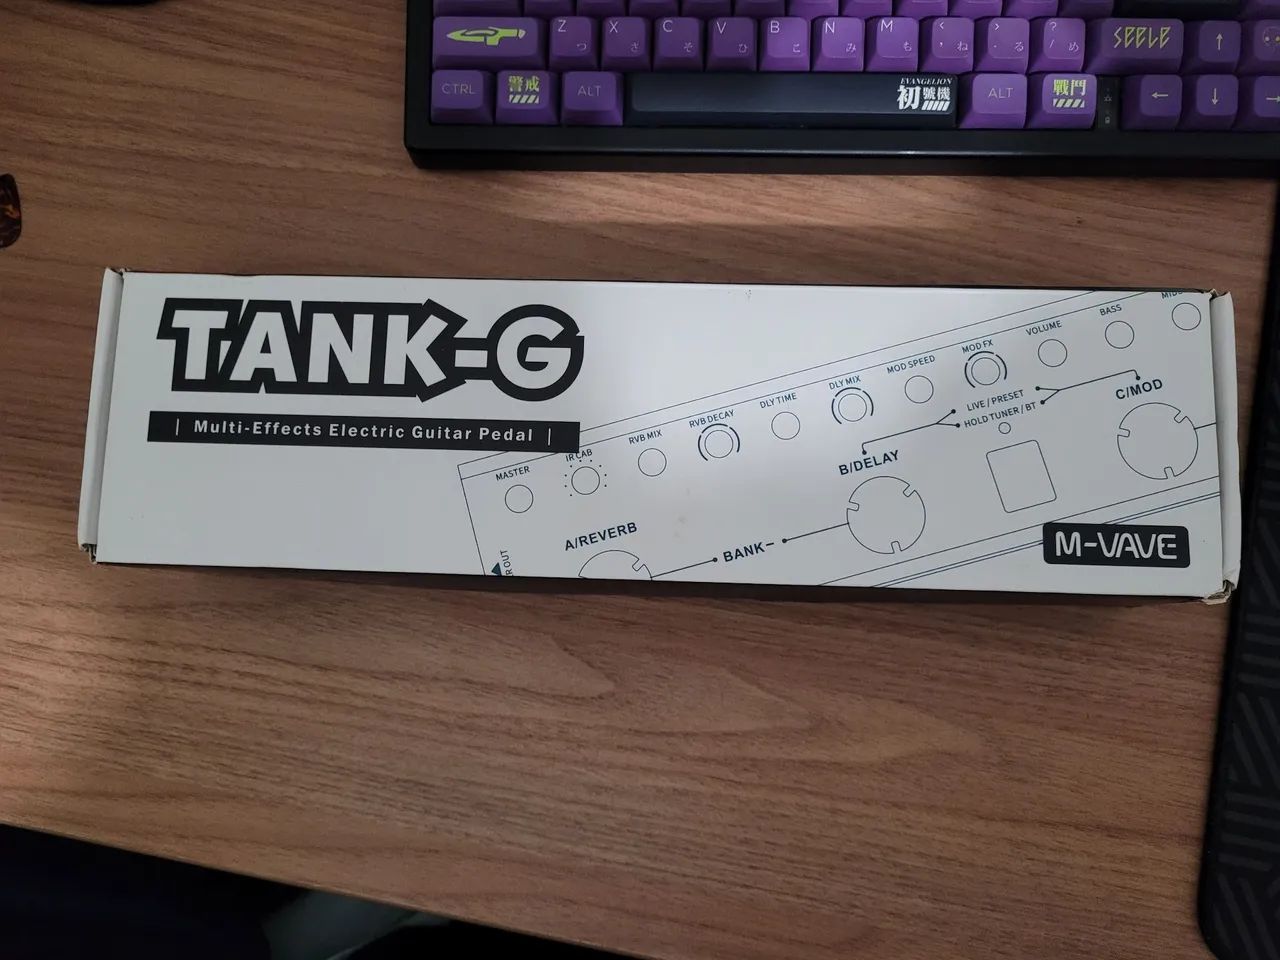 Z つ X さ C そ V ひ B こ N み M も < , ね > . る ? / め SEELE ↑
CTRL 警戒 ALT EVANGELION 初號機 ALT 戰鬥 ← ↓ →
TANK-G
| Multi-Effects Electric Guitar Pedal |
MASTER
IR CAB
RVB MIX
RVB DECAY
DLY TIME
DLY MIX
MOD SPEED
MOD FX
VOLUME
BASS
LIVE / PRESET
HOLD TUNER / BT
A/REVERB
BANK−
B/DELAY
C/MOD
OUT
M-VAVE